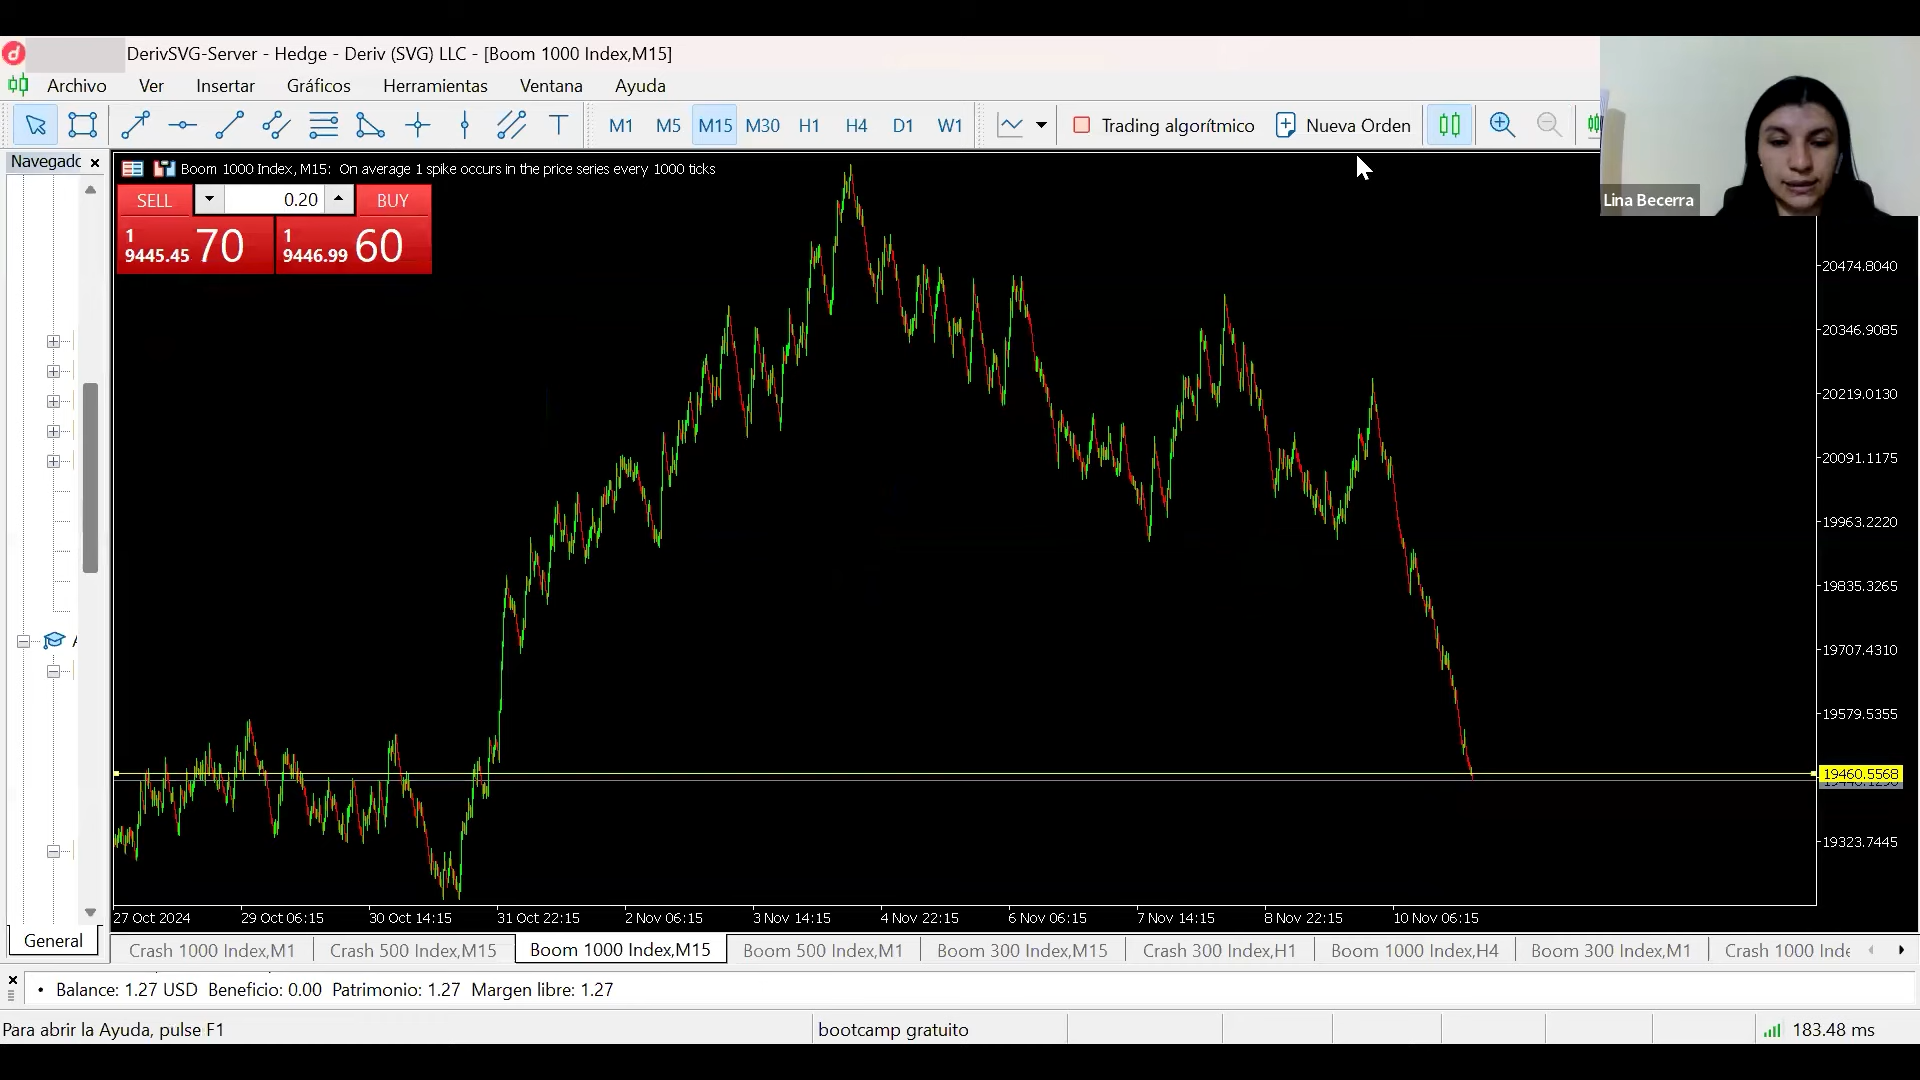 DerivSVG-Server - Hedge - Deriv (SVG) LLC - [Boom 1000 Index,M15]
Archivo Ver Insertar Gráficos Herramientas Ventana Ayuda
M1 M5 M15 M30 H1 H4 D1 W1 Trading algorítmico Nueva Orden
Lina Becerra
Navegado
Boom 1000 Index, M15: On average 1 spike occurs in the price series every 1000 ticks
SELL 0.20 BUY
1 9445.45 70 1 9446.99 60
20474.8040
20346.9085
20219.0130
20091.1175
19963.2220
19835.3265
19707.4310
19579.5355
19460.5568
19323.7445
27 Oct 2024 29 Oct 06:15 30 Oct 14:15 31 Oct 22:15 2 Nov 06:15 3 Nov 14:15 4 Nov 22:15 6 Nov 06:15 7 Nov 14:15 8 Nov 22:15 10 Nov 06:15
General
Crash 1000 Index,M1 Crash 500 Index,M15 Boom 1000 Index,M15 Boom 500 Index,M1 Boom 300 Index,M15 Crash 300 Index,H1 Boom 1000 Index,H4 Boom 300 Index,M1 Crash 1000 Inde
• Balance: 1.27 USD Beneficio: 0.00 Patrimonio: 1.27 Margen libre: 1.27
Para abrir la Ayuda, pulse F1 bootcamp gratuito 183.48 ms